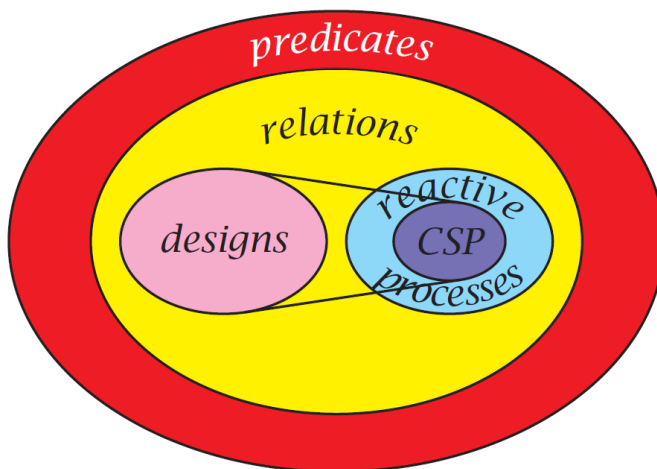 predicates
relations
designs
reactive
CSP
processes